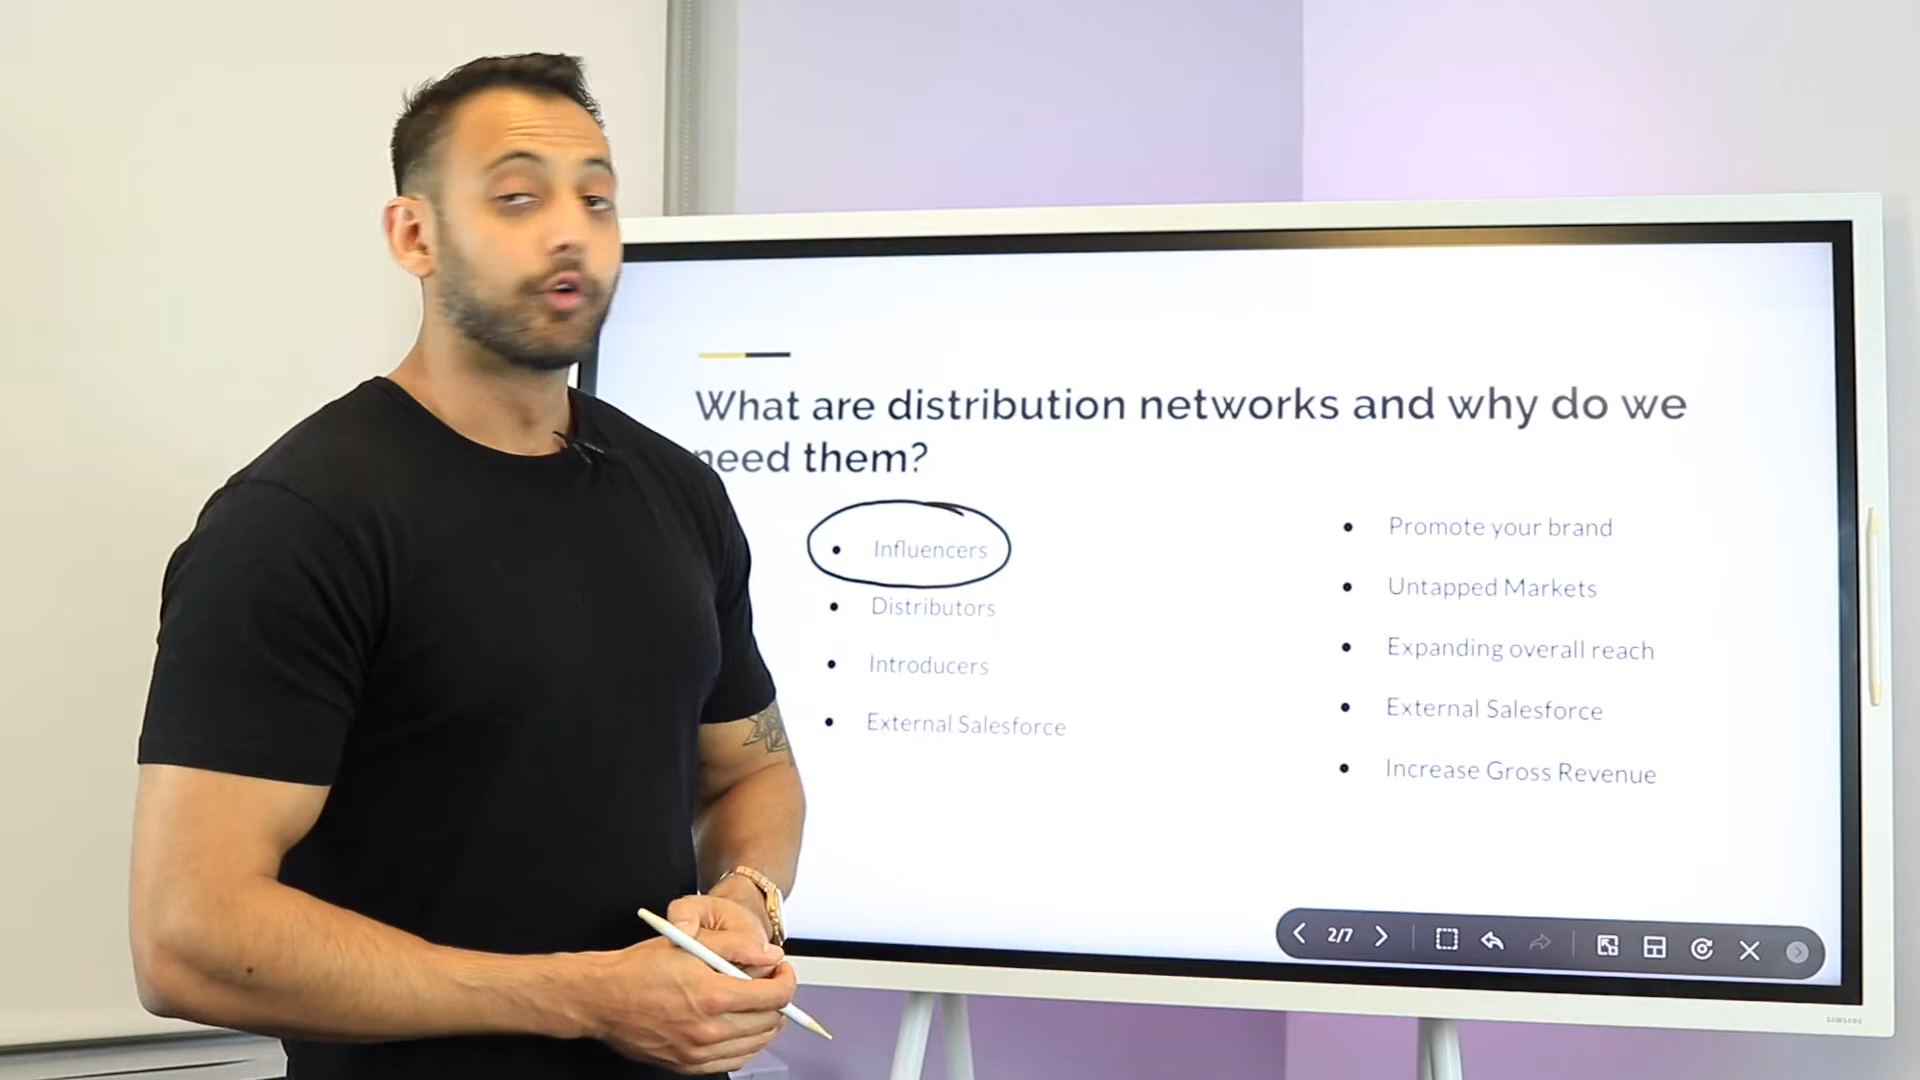 What are distribution networks and why do we
need them?
• Influencers
• Distributors
• Introducers
• External Salesforce
• Promote your brand
• Untapped Markets
• Expanding overall reach
• External Salesforce
• Increase Gross Revenue
2/7
SAMSUNG